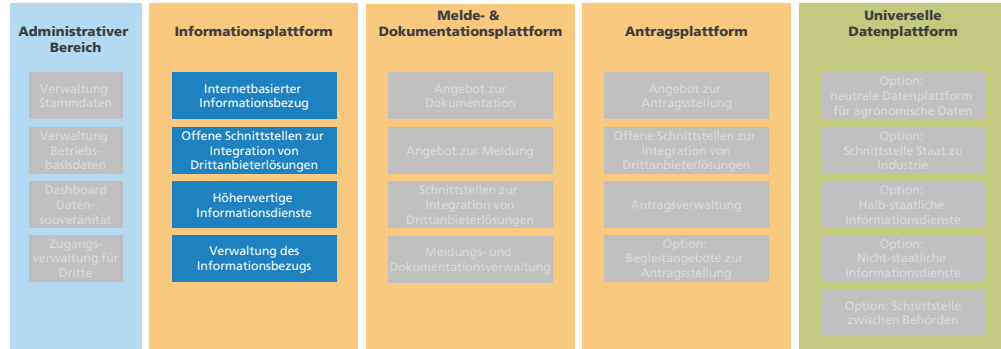 Administrativer
Bereich
Verwaltung
Stammdaten
Verwaltung
Betriebs-
basisdaten
Dashboard
Daten-
souveränität
Zugangs-
verwaltung für
Dritte
Informationsplattform
Internetbasierter
Informationsbezug
Offene Schnittstellen zur
Integration von
Drittanbieterlösungen
Höherwertige
Informationsdienste
Verwaltung des
Informationsbezugs
Melde- &
Dokumentationsplattform
Angebot zur
Dokumentation
Angebot zur Meldung
Schnittstellen zur
Integration von
Drittanbieterlösungen
Meldungs- und
Dokumentationsverwaltung
Antragsplattform
Angebot zur
Antragsstellung
Offene Schnittstellen zur
Integration von
Drittanbieterlösungen
Antragsverwaltung
Option:
Begleitangebote zur
Antragsstellung
Universelle
Datenplattform
Option:
neutrale Datenplattform
für agronomische Daten
Option:
Schnittstelle Staat zu
Industrie
Option:
Halb-staatliche
Informationsdienste
Option:
Nicht-staatliche
Informationsdienste
Option: Schnittstelle
zwischen Behörden